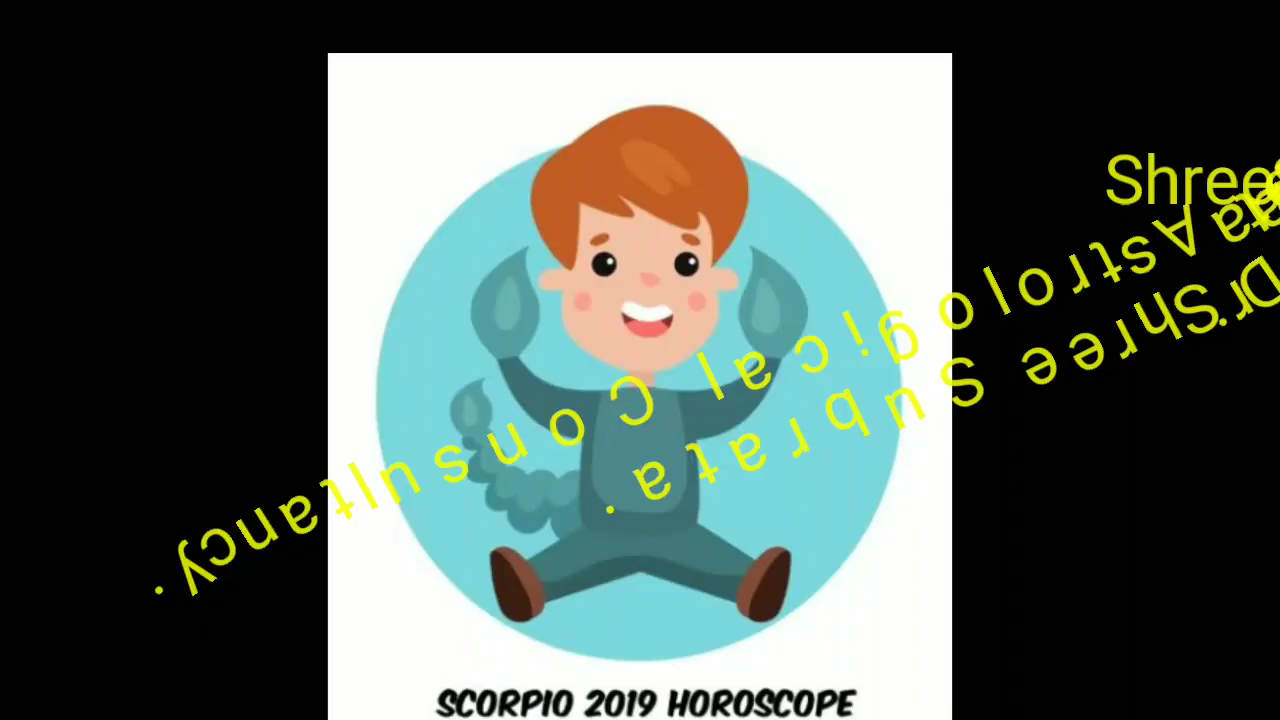 Shree
Astrological Consultancy.
Dr.Shree Subrata.
SCORPIO 2019 HOROSCOPE